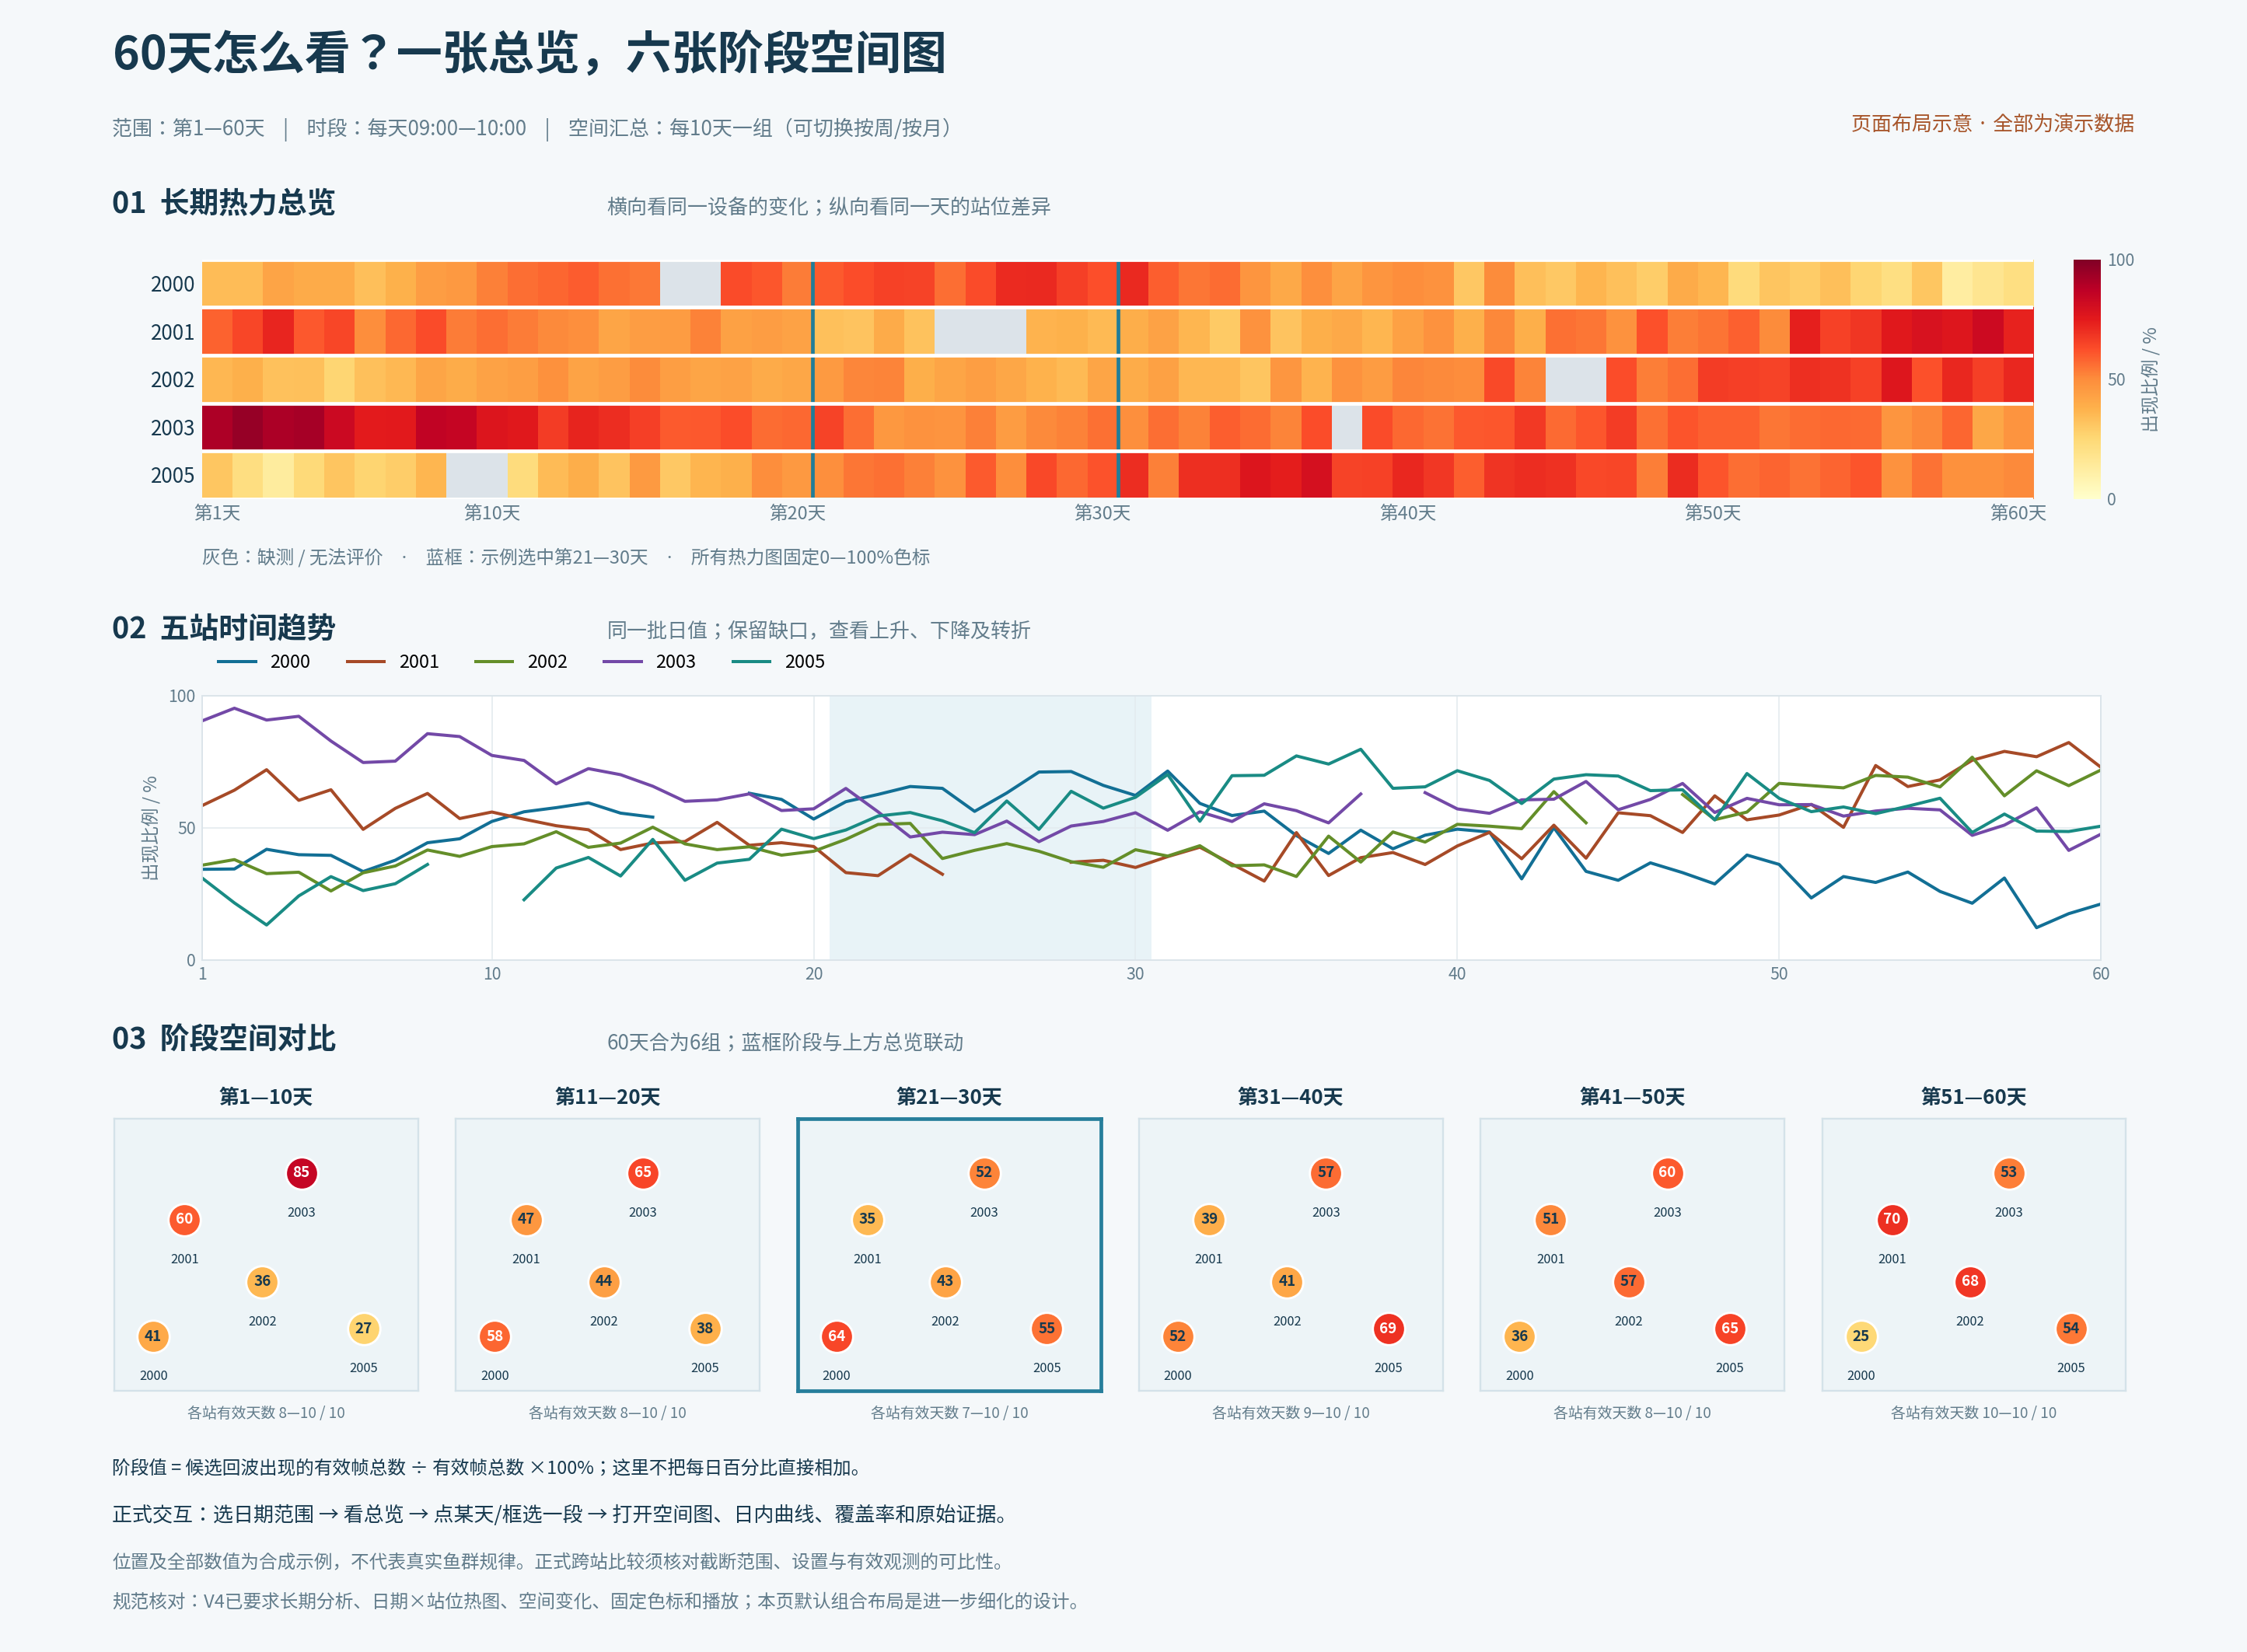 60天怎么看？一张总览，六张阶段空间图
范围：第1—60天 | 时段：每天09:00—10:00 | 空间汇总：每10天一组（可切换按周/按月）
页面布局示意 · 全部为演示数据
01 长期热力总览
横向看同一设备的变化；纵向看同一天的站位差异
2000
2001
2002
2003
2005
第1天 第10天 第20天 第30天 第40天 第50天 第60天
100
50
0
出现比例 / %
灰色：缺测 / 无法评价 · 蓝框：示例选中第21—30天 · 所有热力图固定0—100%色标
02 五站时间趋势
同一批日值；保留缺口，查看上升、下降及转折
2000 2001 2002 2003 2005
100
50
0
出现比例 / %
1 10 20 30 40 50 60
03 阶段空间对比
60天合为6组；蓝框阶段与上方总览联动
第1—10天
85
2003
60
2001
36
2002
27
2005
41
2000
各站有效天数 8—10 / 10
第11—20天
65
2003
47
2001
44
2002
38
2005
58
2000
各站有效天数 8—10 / 10
第21—30天
52
2003
35
2001
43
2002
55
2005
64
2000
各站有效天数 7—10 / 10
第31—40天
57
2003
39
2001
41
2002
69
2005
52
2000
各站有效天数 9—10 / 10
第41—50天
60
2003
51
2001
57
2002
65
2005
36
2000
各站有效天数 8—10 / 10
第51—60天
53
2003
70
2001
68
2002
54
2005
25
2000
各站有效天数 10—10 / 10
阶段值 = 候选回波出现的有效帧总数 ÷ 有效帧总数 ×100%；这里不把每日百分比直接相加。
正式交互：选日期范围 → 看总览 → 点某天/框选一段 → 打开空间图、日内曲线、覆盖率和原始证据。
位置及全部数值为合成示例，不代表真实鱼群规律。正式跨站比较须核对截断范围、设置与有效观测的可比性。
规范核对：V4已要求长期分析、日期×站位热图、空间变化、固定色标和播放；本页默认组合布局是进一步细化的设计。